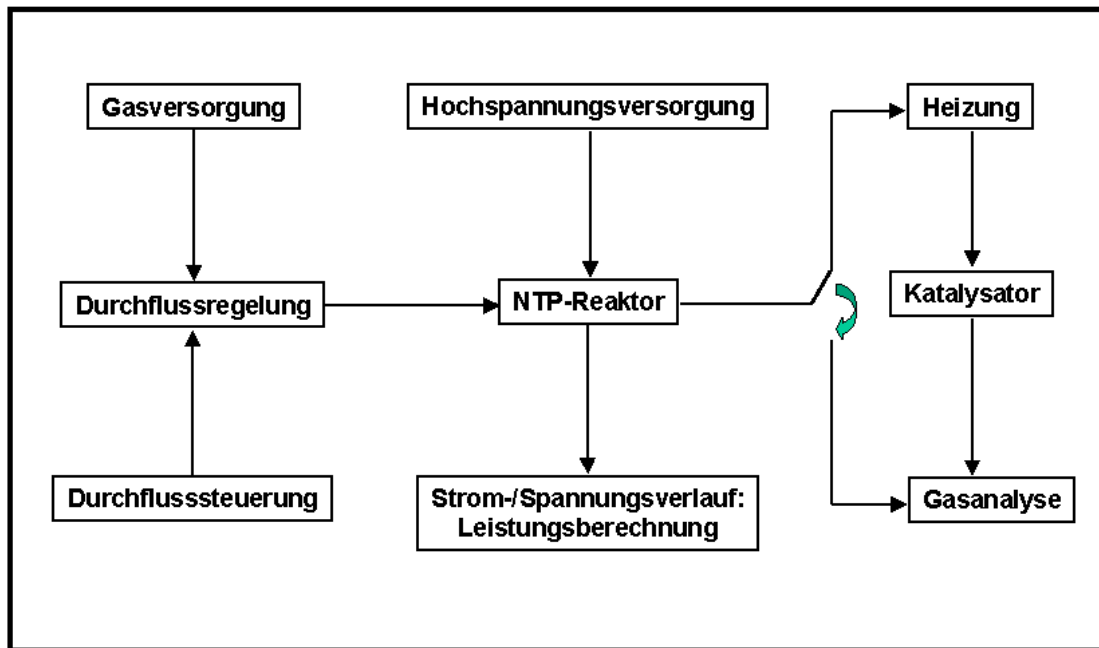 Gasversorgung
Hochspannungsversorgung
Heizung
Durchflussregelung
NTP-Reaktor
Katalysator
Durchflusssteuerung
Strom-/Spannungsverlauf:
Leistungsberechnung
Gasanalyse